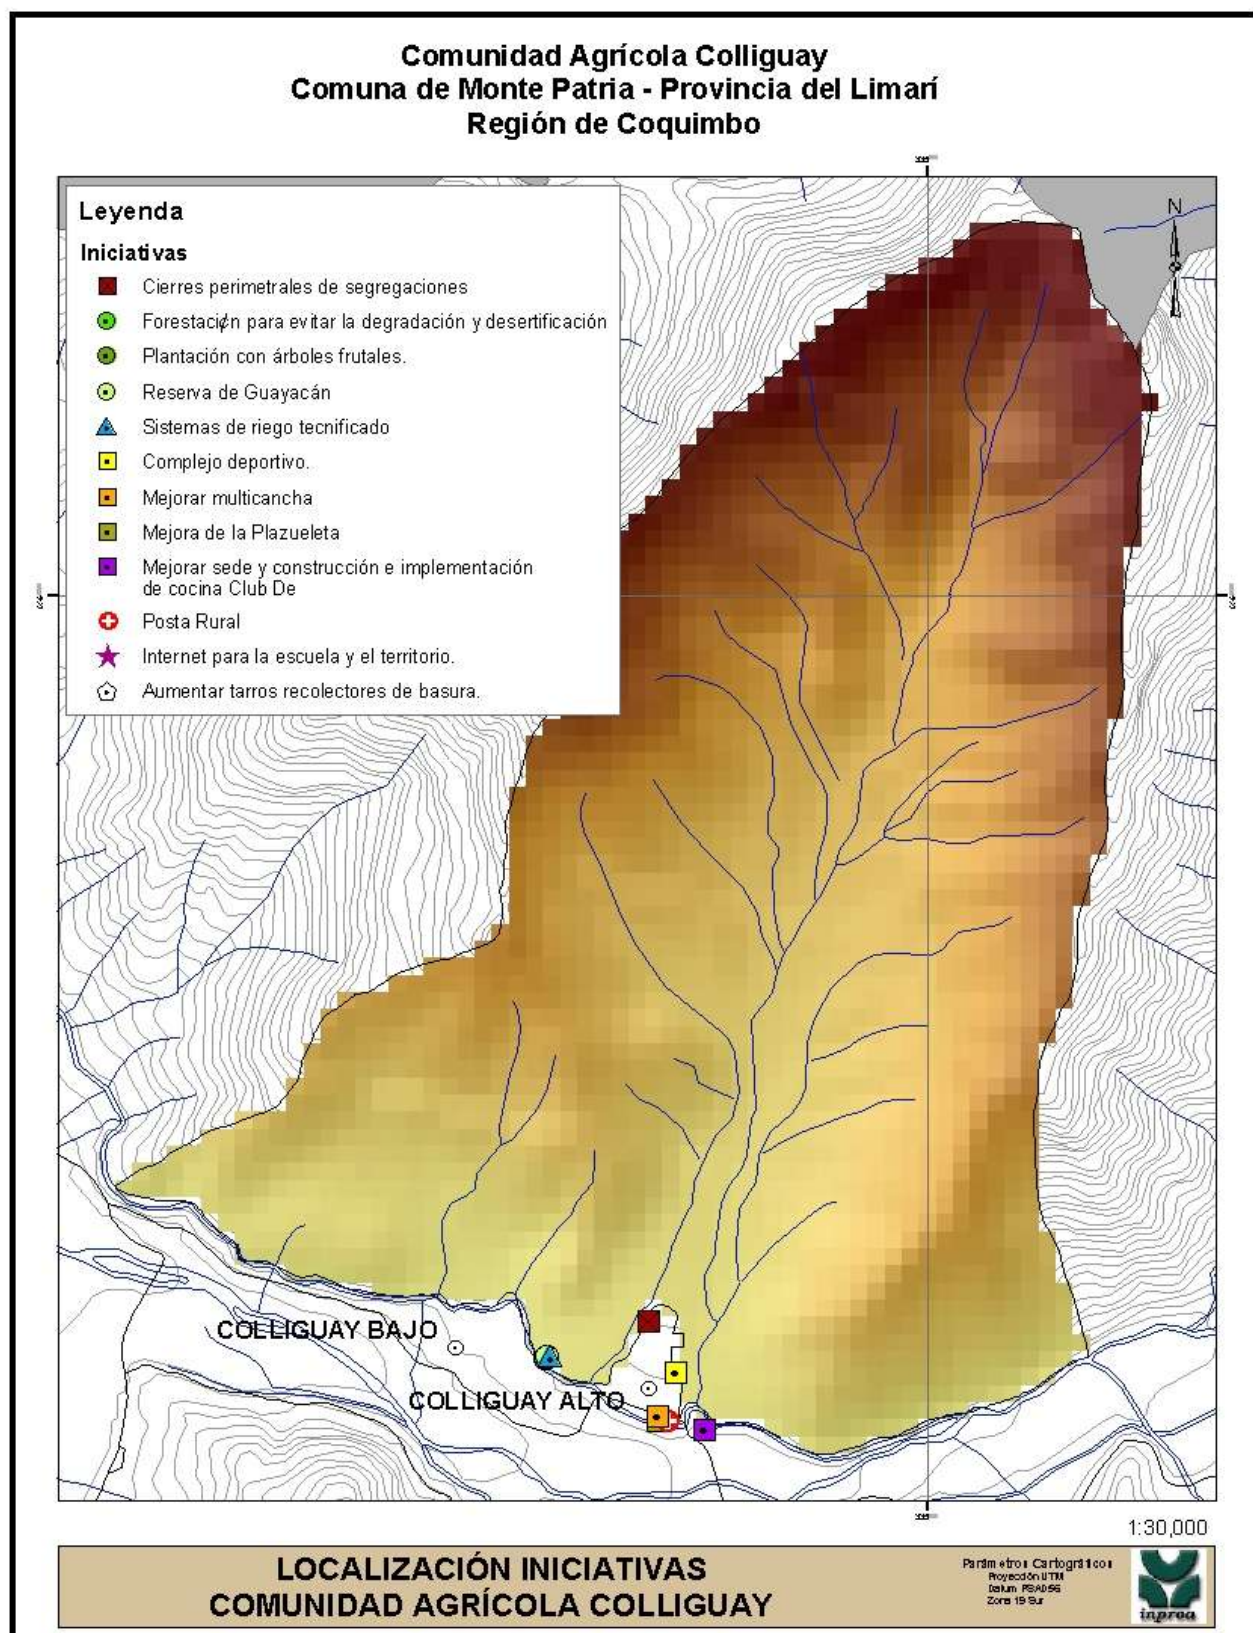 Comunidad Agrícola Colliguay
Comuna de Monte Patria - Provincia del Limarí
Región de Coquimbo
Leyenda
Iniciativas
Cierres perimetrales de segregaciones
Forestación para evitar la degradación y desertificación
Plantación con árboles frutales.
Reserva de Guayacán
Sistemas de riego tecnificado
Complejo deportivo.
Mejorar multicancha
Mejora de la Plazueleta
Mejorar sede y construcción e implementación
de cocina Club De
Posta Rural
Internet para la escuela y el territorio.
Aumentar tarros recolectores de basura.
N
COLLIGUAY BAJO
COLLIGUAY ALTO
1:30,000
LOCALIZACIÓN INICIATIVAS
COMUNIDAD AGRÍCOLA COLLIGUAY
Parámetros Cartográficos
Proyección UTM
Datum PSAD56
Zona 19 Sur
inproa